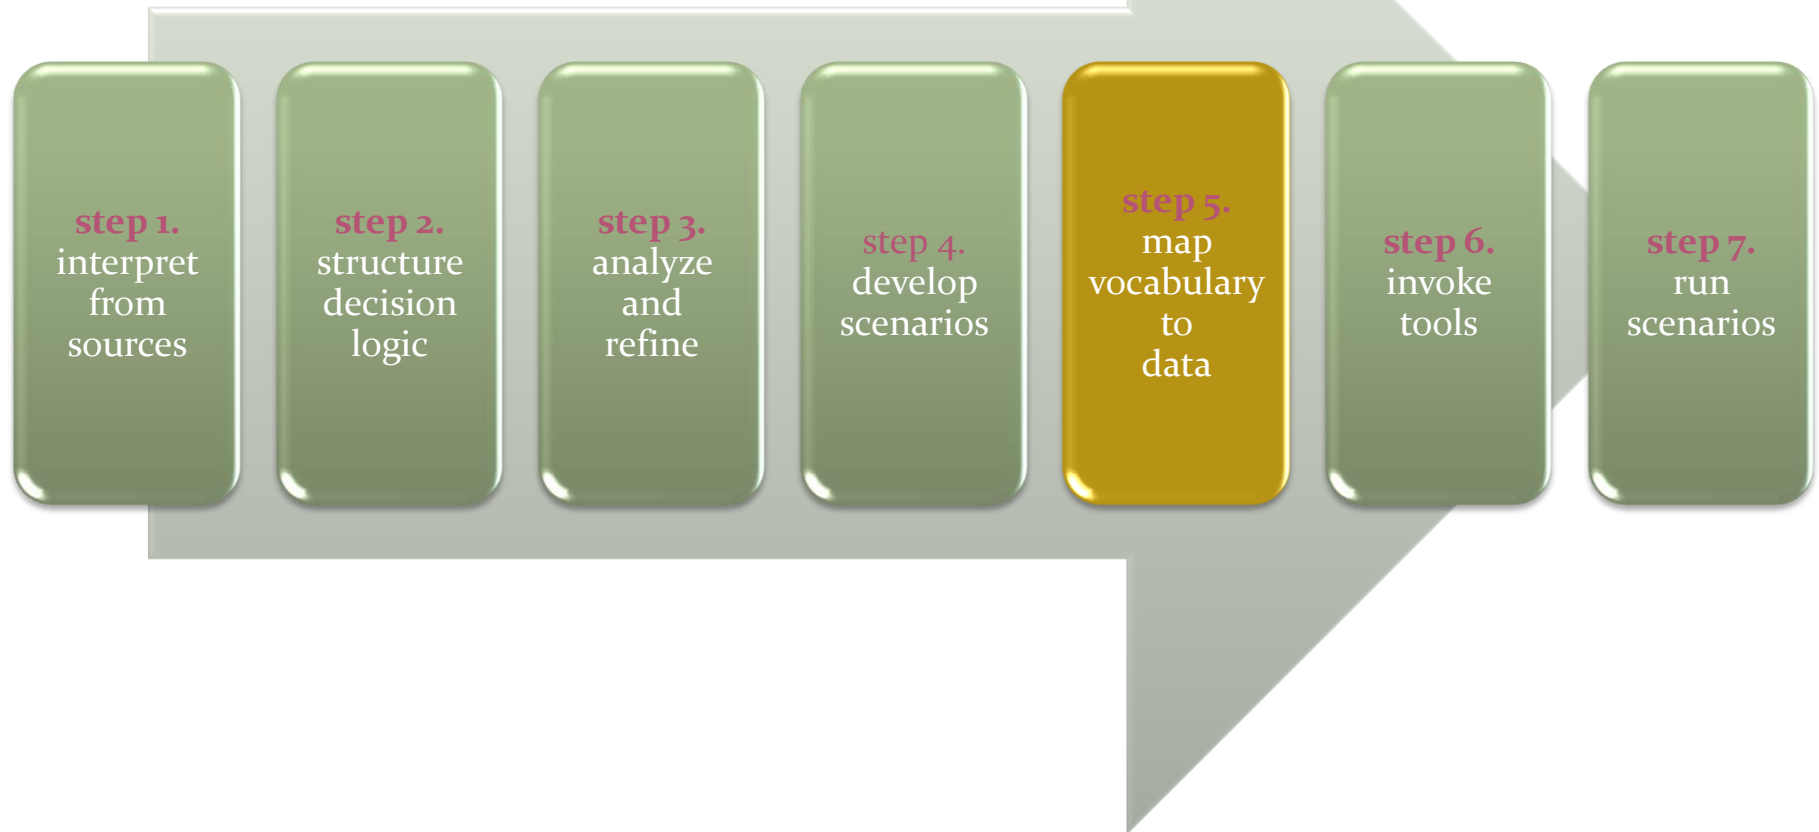 step 1.
interpret
from
sources
step 2.
structure
decision
logic
step 3.
analyze
and
refine
step 4.
develop
scenarios
step 5.
map
vocabulary
to
data
step 6.
invoke
tools
step 7.
run
scenarios